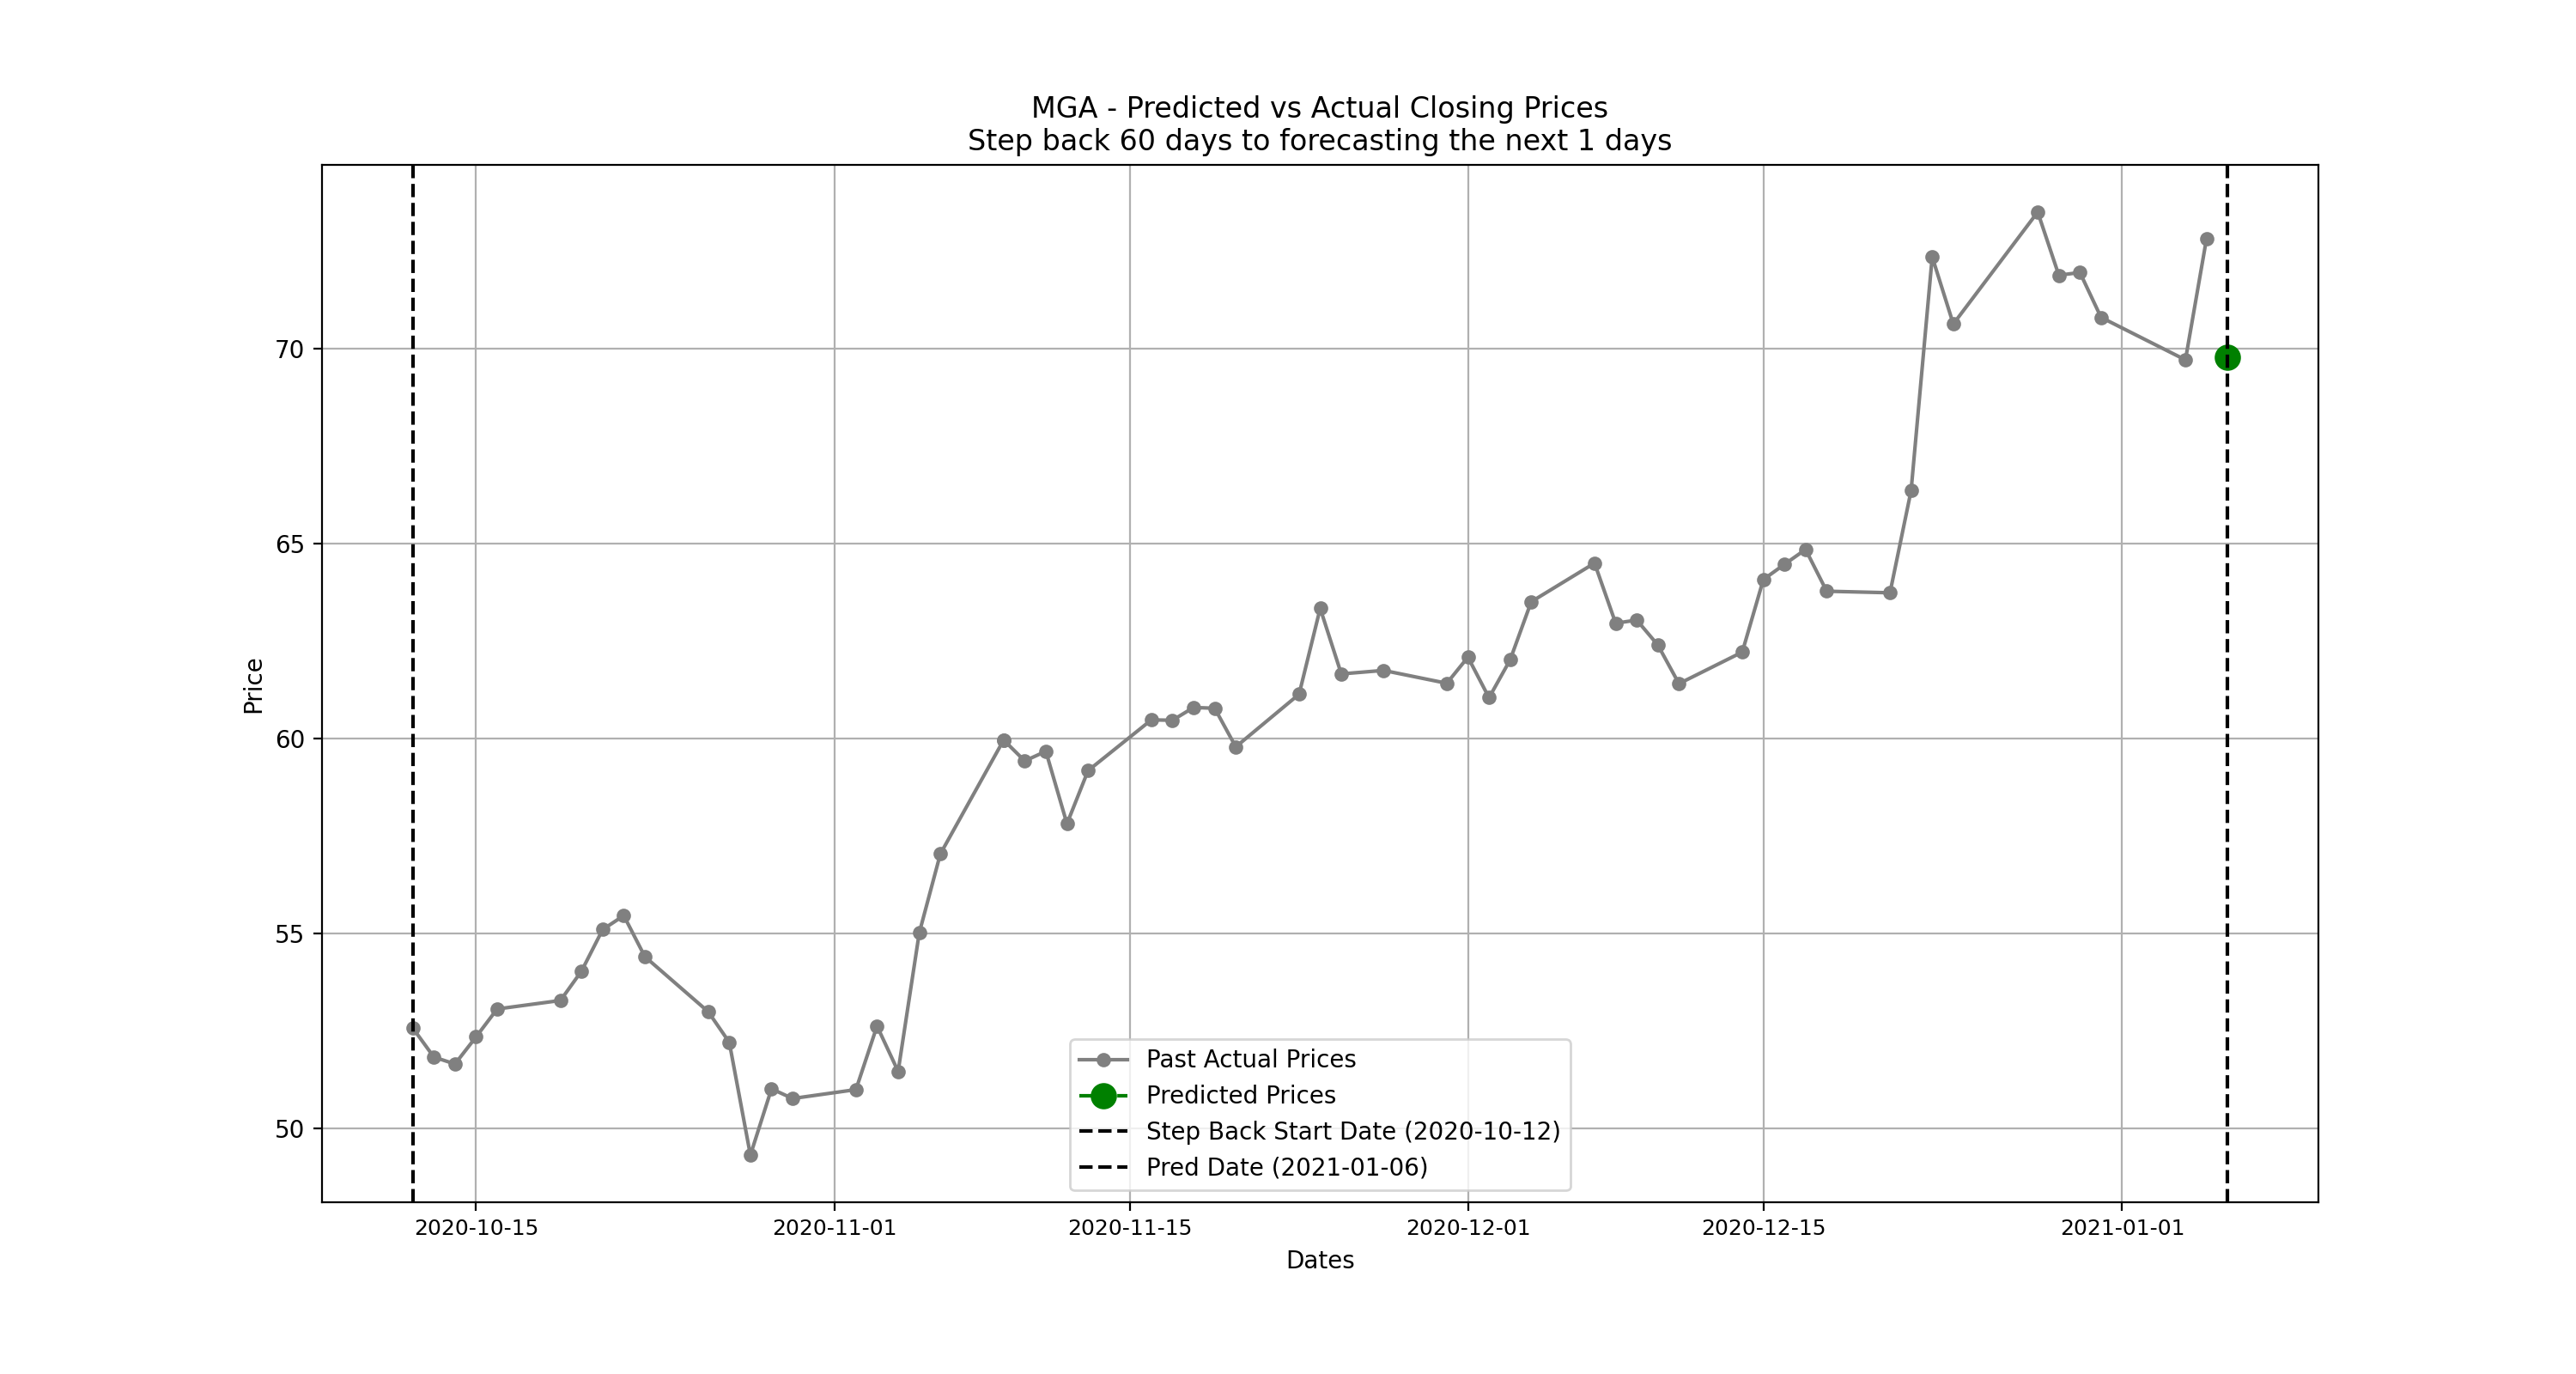 MGA - Predicted vs Actual Closing Prices
Step back 60 days to forecasting the next 1 days
Price
70
65
60
55
50
Past Actual Prices
Predicted Prices
Step Back Start Date (2020-10-12)
Pred Date (2021-01-06)
2020-10-15
2020-11-01
2020-11-15
2020-12-01
2020-12-15
2021-01-01
Dates